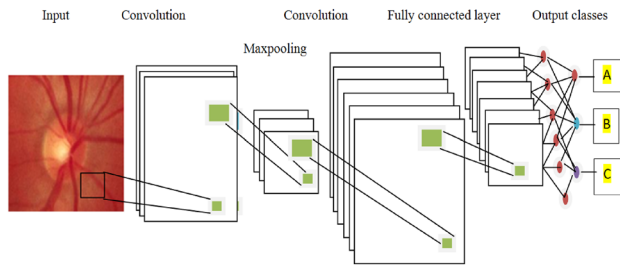 Input
Convolution
Convolution
Fully connected layer
Output classes
Maxpooling
A
B
C